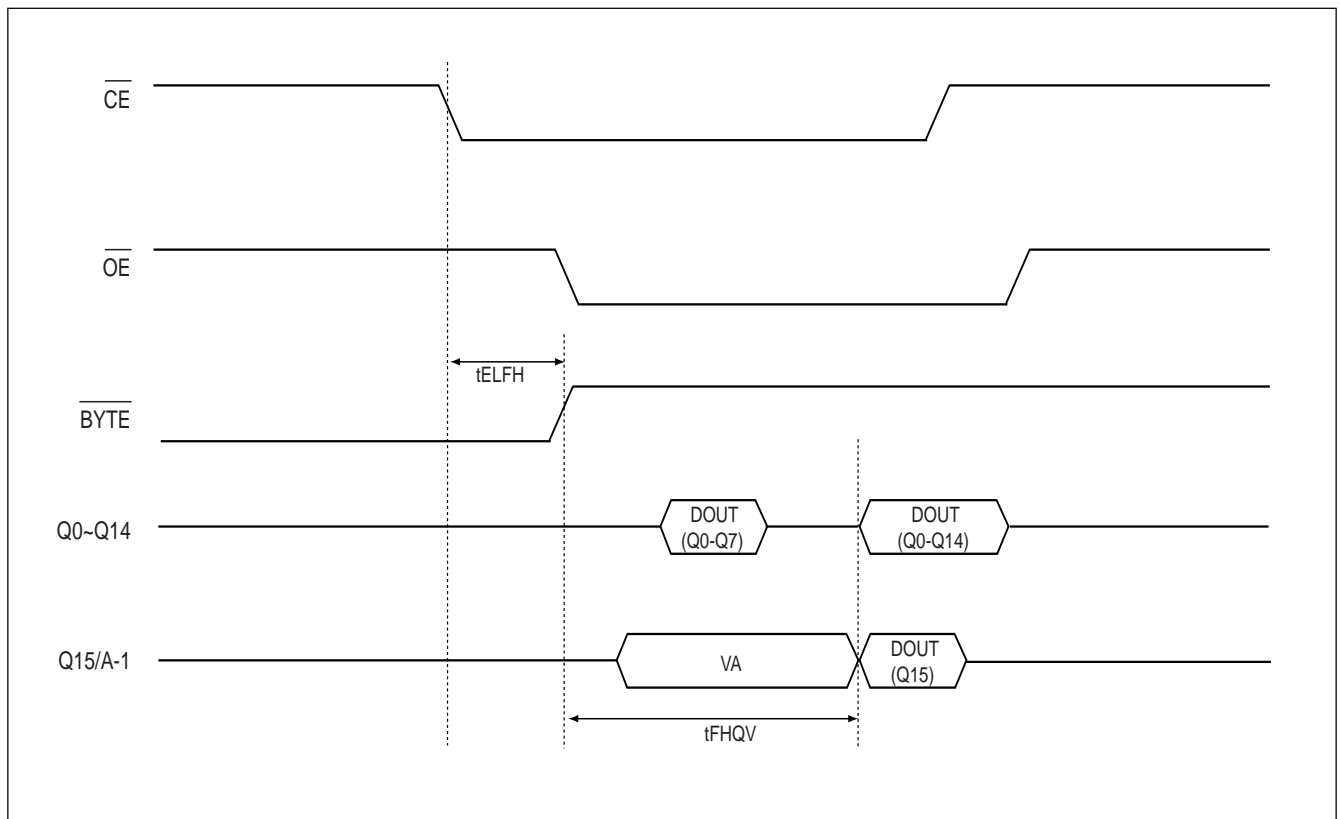 CE
OE
tELFH
BYTE
Q0~Q14
DOUT
(Q0-Q7)
DOUT
(Q0-Q14)
Q15/A-1
VA
DOUT
(Q15)
tFHQV